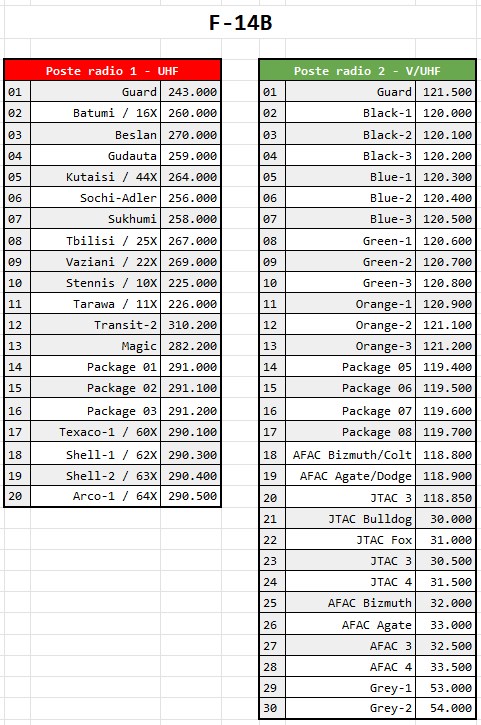 F-14B
Poste radio 1 - UHF
01 Guard 243.000
02 Batumi / 16X 260.000
03 Beslan 270.000
04 Gudauta 259.000
05 Kutaisi / 44X 264.000
06 Sochi-Adler 256.000
07 Sukhumi 258.000
08 Tbilisi / 25X 267.000
09 Vaziani / 22X 269.000
10 Stennis / 10X 225.000
11 Tarawa / 11X 226.000
12 Transit-2 310.200
13 Magic 282.200
14 Package 01 291.000
15 Package 02 291.100
16 Package 03 291.200
17 Texaco-1 / 60X 290.100
18 Shell-1 / 62X 290.300
19 Shell-2 / 63X 290.400
20 Arco-1 / 64X 290.500
Poste radio 2 - V/UHF
01 Guard 121.500
02 Black-1 120.000
03 Black-2 120.100
04 Black-3 120.200
05 Blue-1 120.300
06 Blue-2 120.400
07 Blue-3 120.500
08 Green-1 120.600
09 Green-2 120.700
10 Green-3 120.800
11 Orange-1 120.900
12 Orange-2 121.100
13 Orange-3 121.200
14 Package 05 119.400
15 Package 06 119.500
16 Package 07 119.600
17 Package 08 119.700
18 AFAC Bizmuth/Colt 118.800
19 AFAC Agate/Dodge 118.900
20 JTAC 3 118.850
21 JTAC Bulldog 30.000
22 JTAC Fox 31.000
23 JTAC 3 30.500
24 JTAC 4 31.500
25 AFAC Bizmuth 32.000
26 AFAC Agate 33.000
27 AFAC 3 32.500
28 AFAC 4 33.500
29 Grey-1 53.000
30 Grey-2 54.000